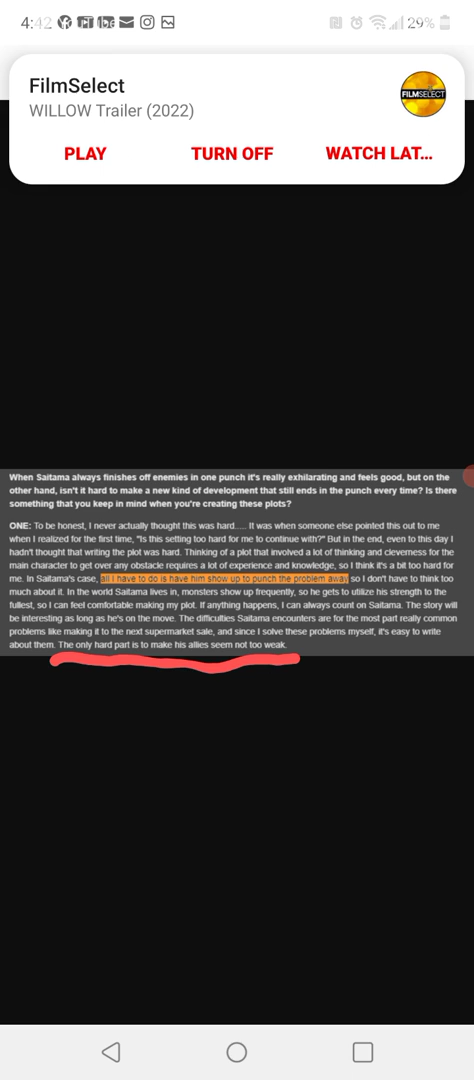 4:42
29%
FilmSelect
WILLOW Trailer (2022)
FILMSELECT
PLAY TURN OFF WATCH LAT...
When Saitama always finishes off enemies in one punch it's really exhilarating and feels good, but on the
other hand, isn't it hard to make a new kind of development that still ends in the punch every time? Is there
something that you keep in mind when you're creating these plots?
ONE: To be honest, I never actually thought this was hard..... It was when someone else pointed this out to me
when I realized for the first time, "Is this setting too hard for me to continue with?" But in the end, even to this day I
hadn't thought that writing the plot was hard. Thinking of a plot that involved a lot of thinking and cleverness for the
main character to get over any obstacle requires a lot of experience and knowledge, so I think it's a bit too hard for
me. In Saitama's case, all I have to do is have him show up to punch the problem away so I don't have to think too
much about it. In the world Saitama lives in, monsters show up frequently, so he gets to utilize his strength to the
fullest, so I can feel comfortable making my plot. If anything happens, I can always count on Saitama. The story will
be interesting as long as he's on the move. The difficulties Saitama encounters are for the most part really common
problems like making it to the next supermarket sale, and since I solve these problems myself, it's easy to write
about them. The only hard part is to make his allies seem not too weak.